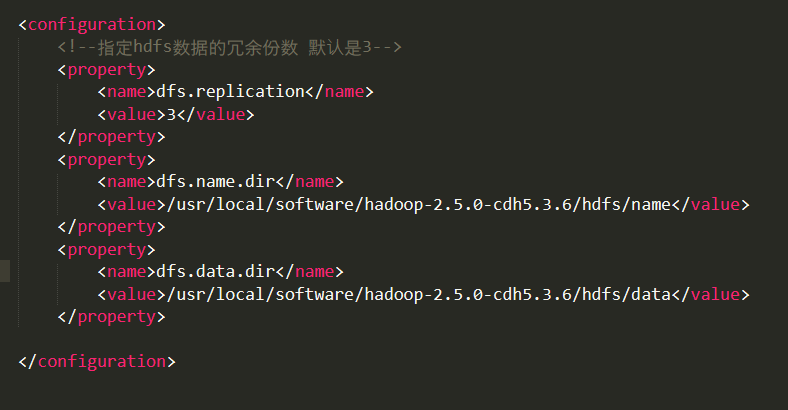 <configuration>
<!--指定hdfs数据的冗余份数 默认是3-->
<property>
<name>dfs.replication</name>
<value>3</value>
</property>
<property>
<name>dfs.name.dir</name>
<value>/usr/local/software/hadoop-2.5.0-cdh5.3.6/hdfs/name</value>
</property>
<property>
<name>dfs.data.dir</name>
<value>/usr/local/software/hadoop-2.5.0-cdh5.3.6/hdfs/data</value>
</property>
</configuration>